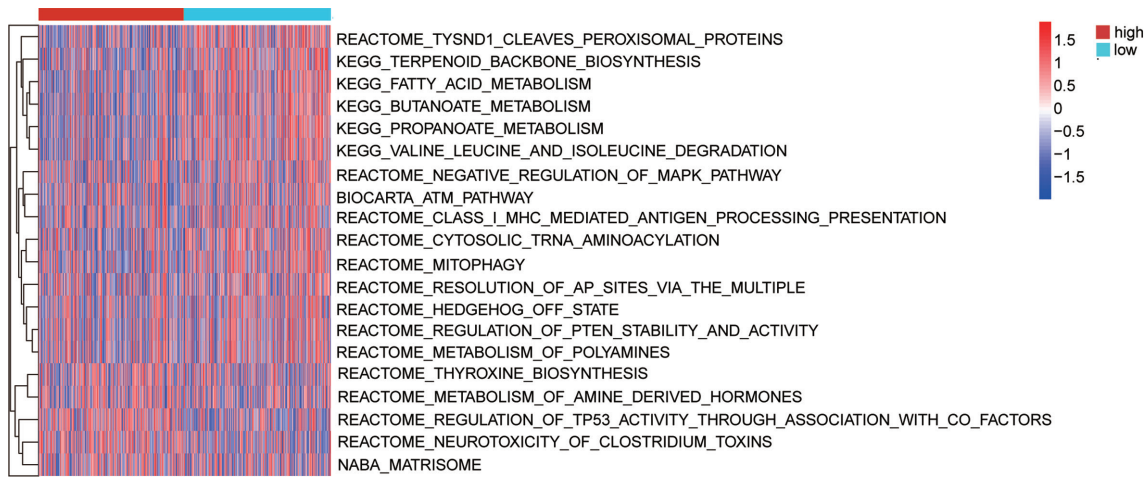 REACTOME_TYSND1_CLEAVES_PEROXISOMAL_PROTEINS
KEGG_TERPENOID_BACKBONE_BIOSYNTHESIS
KEGG_FATTY_ACID_METABOLISM
KEGG_BUTANOATE_METABOLISM
KEGG_PROPANOATE_METABOLISM
KEGG_VALINE_LEUCINE_AND_ISOLEUCINE_DEGRADATION
REACTOME_NEGATIVE_REGULATION_OF_MAPK_PATHWAY
BIOCARTA_ATM_PATHWAY
REACTOME_CLASS_I_MHC_MEDIATED_ANTIGEN_PROCESSING_PRESENTATION
REACTOME_CYTOSOLIC_TRNA_AMINOACYLATION
REACTOME_MITOPHAGY
REACTOME_RESOLUTION_OF_AP_SITES_VIA_THE_MULTIPLE
REACTOME_HEDGEHOG_OFF_STATE
REACTOME_REGULATION_OF_PTEN_STABILITY_AND_ACTIVITY
REACTOME_METABOLISM_OF_POLYAMINES
REACTOME_THYROXINE_BIOSYNTHESIS
REACTOME_METABOLISM_OF_AMINE_DERIVED_HORMONES
REACTOME_REGULATION_OF_TP53_ACTIVITY_THROUGH_ASSOCIATION_WITH_CO_FACTORS
REACTOME_NEUROTOXICITY_OF_CLOSTRIDIUM_TOXINS
NABA_MATRISOME
1.5
1
0.5
0
−0.5
−1
−1.5
high
low